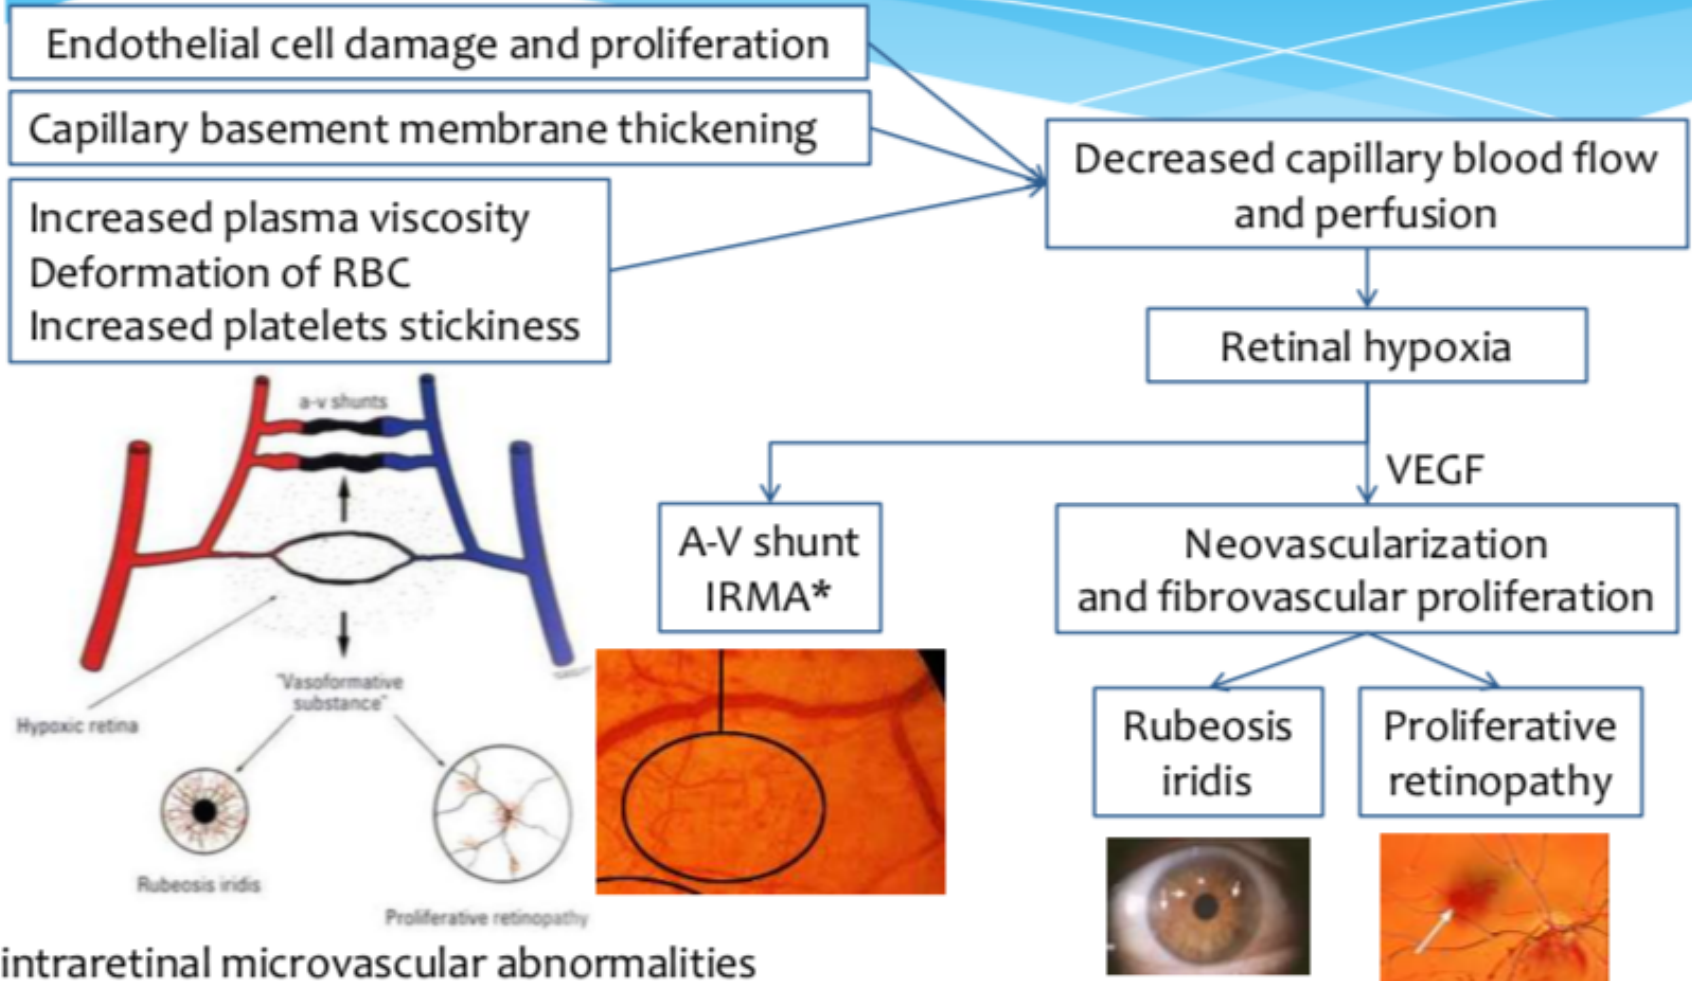 Endothelial cell damage and proliferation
Capillary basement membrane thickening
Increased plasma viscosity
Deformation of RBC
Increased platelets stickiness
Decreased capillary blood flow
and perfusion
Retinal hypoxia
VEGF
A-V shunt
IRMA*
Neovascularization
and fibrovascular proliferation
Rubeosis
iridis
Proliferative
retinopathy
a-v shunts
"Vasoformative
substance"
Hypoxic retina
Rubeosis iridis
Proliferative retinopathy
intraretinal microvascular abnormalities